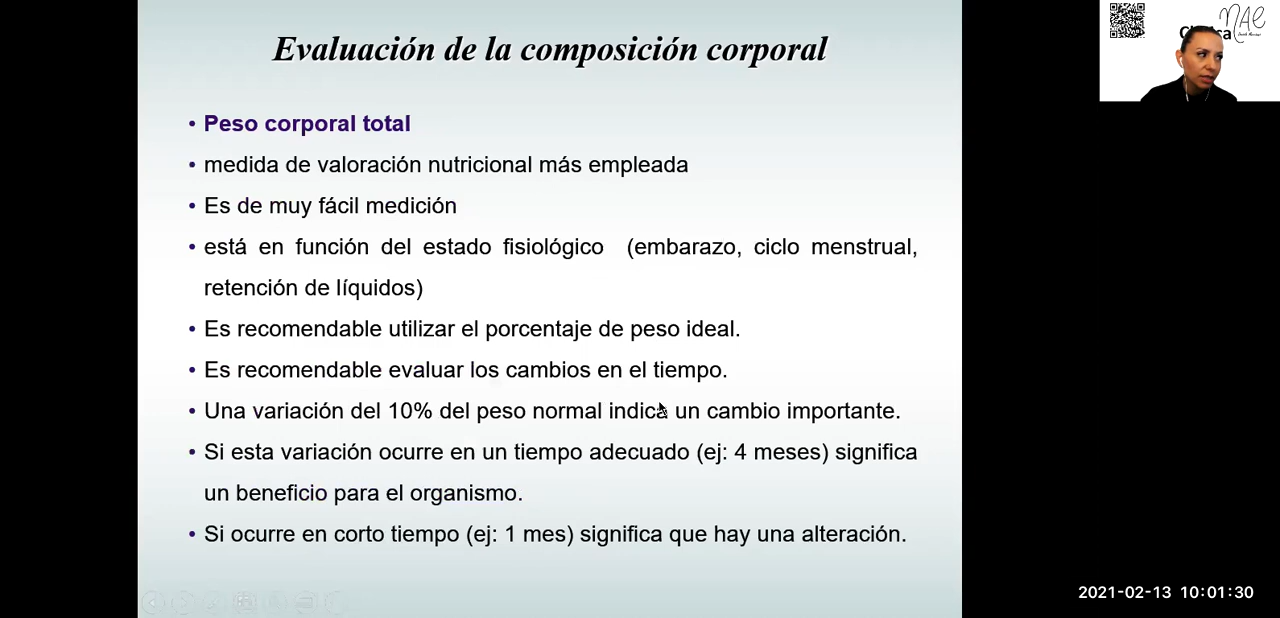 Evaluación de la composición corporal
• Peso corporal total
• medida de valoración nutricional más empleada
• Es de muy fácil medición
• está en función del estado fisiológico (embarazo, ciclo menstrual,
retención de líquidos)
• Es recomendable utilizar el porcentaje de peso ideal.
• Es recomendable evaluar los cambios en el tiempo.
• Una variación del 10% del peso normal indica un cambio importante.
• Si esta variación ocurre en un tiempo adecuado (ej: 4 meses) significa
un beneficio para el organismo.
• Si ocurre en corto tiempo (ej: 1 mes) significa que hay una alteración.
NAE
2021-02-13 10:01:30